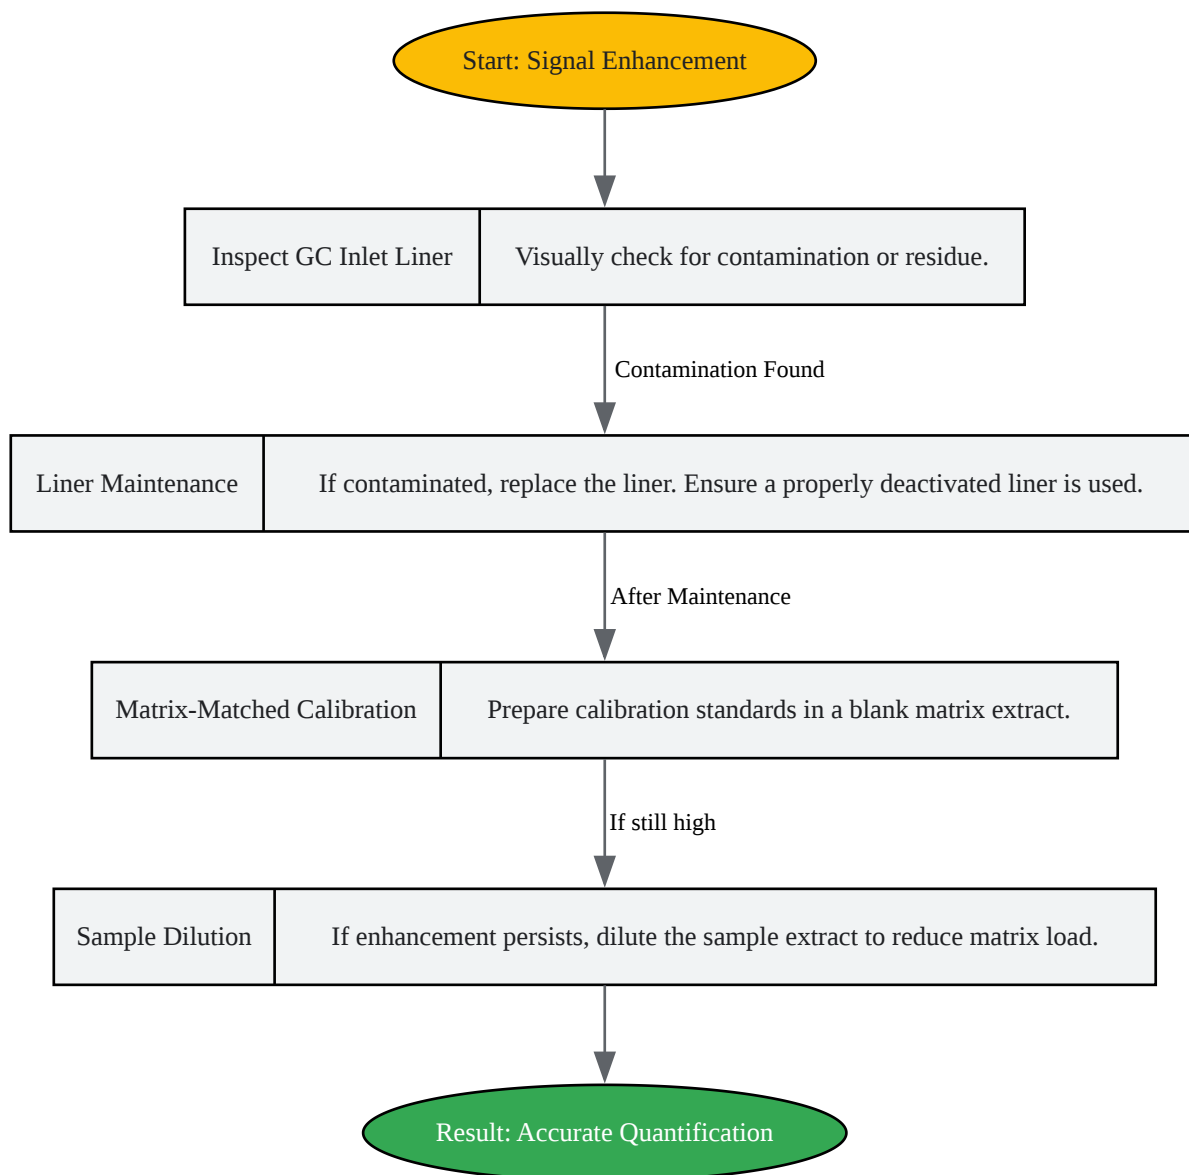 Start: Signal Enhancement
Inspect GC Inlet Liner
Visually check for contamination or residue.
Contamination Found
Liner Maintenance
If contaminated, replace the liner. Ensure a properly deactivated liner is used.
After Maintenance
Matrix-Matched Calibration
Prepare calibration standards in a blank matrix extract.
If still high
Sample Dilution
If enhancement persists, dilute the sample extract to reduce matrix load.
Result: Accurate Quantification